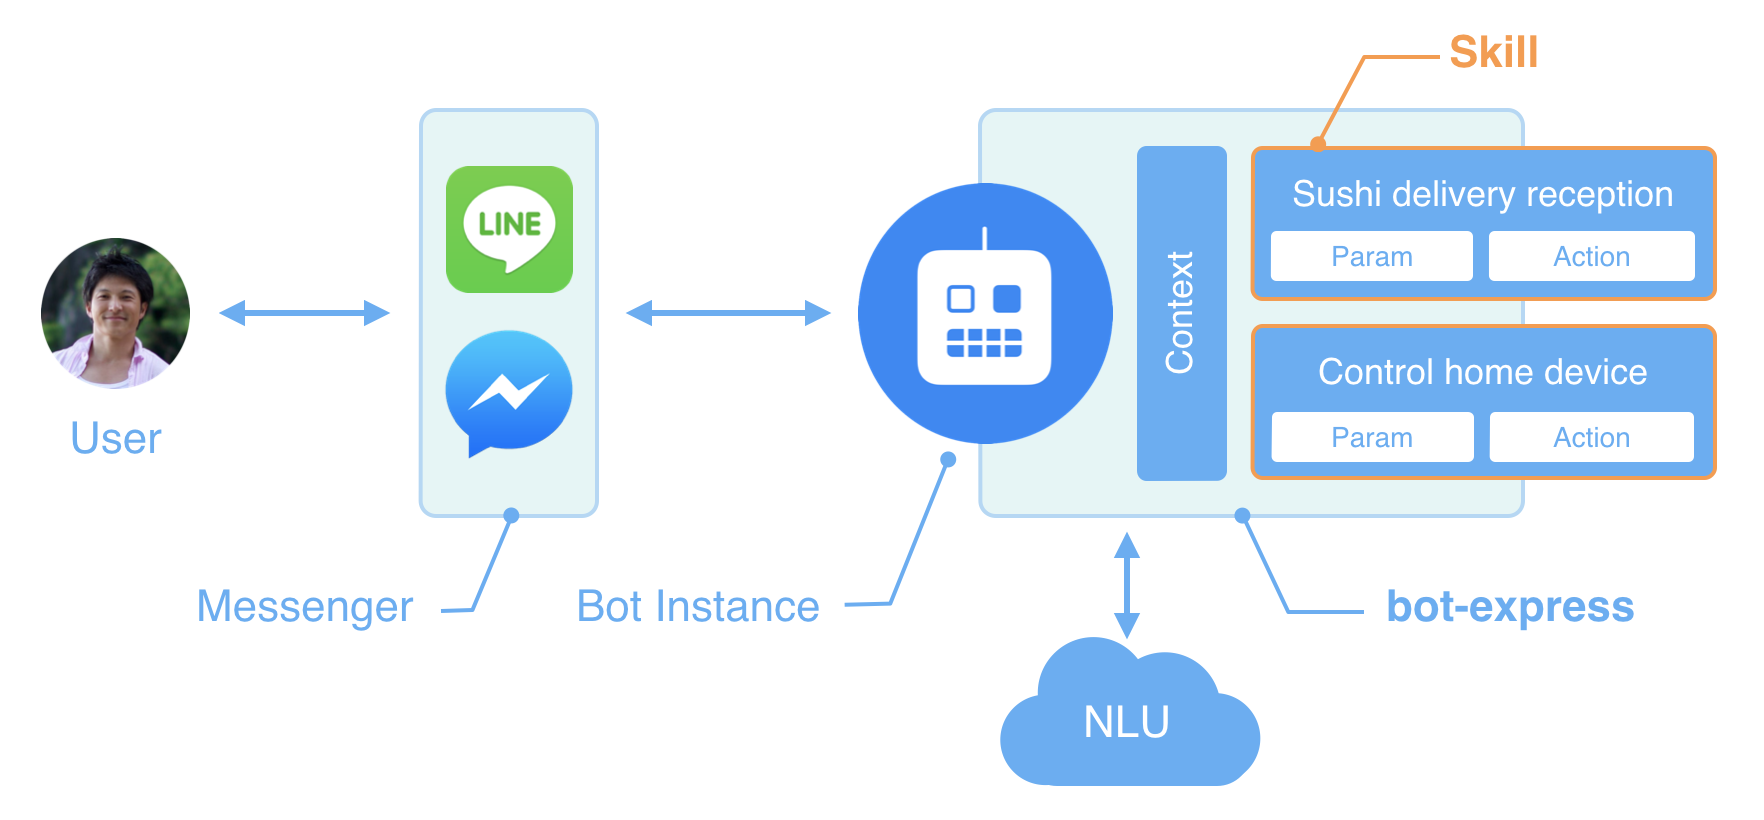 Skill
LINE
Sushi delivery reception
Param
Action
Context
Control home device
Param
Action
User
Messenger
Bot Instance
bot-express
NLU